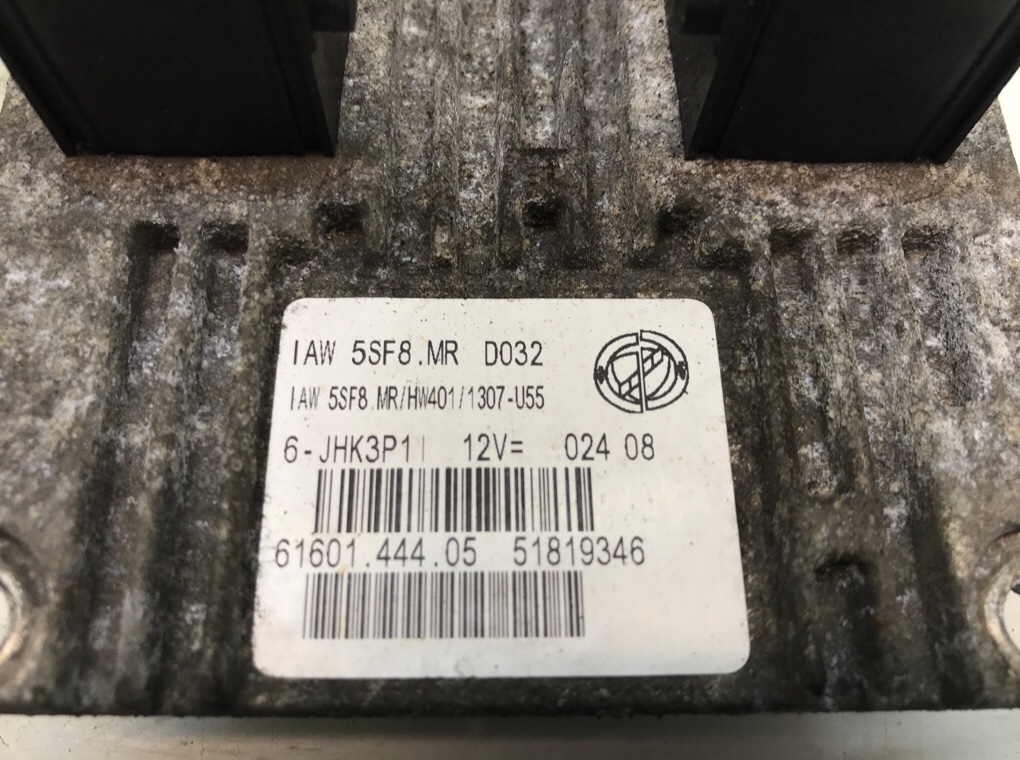 IAW 5SF8.MR D032
IAW 5SF8.MR/HW401/1307-U55
6-JHK3P1| 12V= 024 08
61601.444.05 51819346